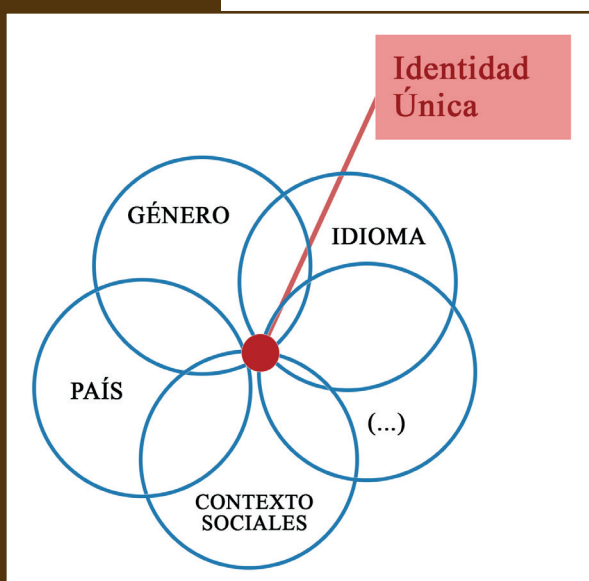 Identidad
Única
GÉNERO
IDIOMA
PAÍS
(...)
CONTEXTO
SOCIALES